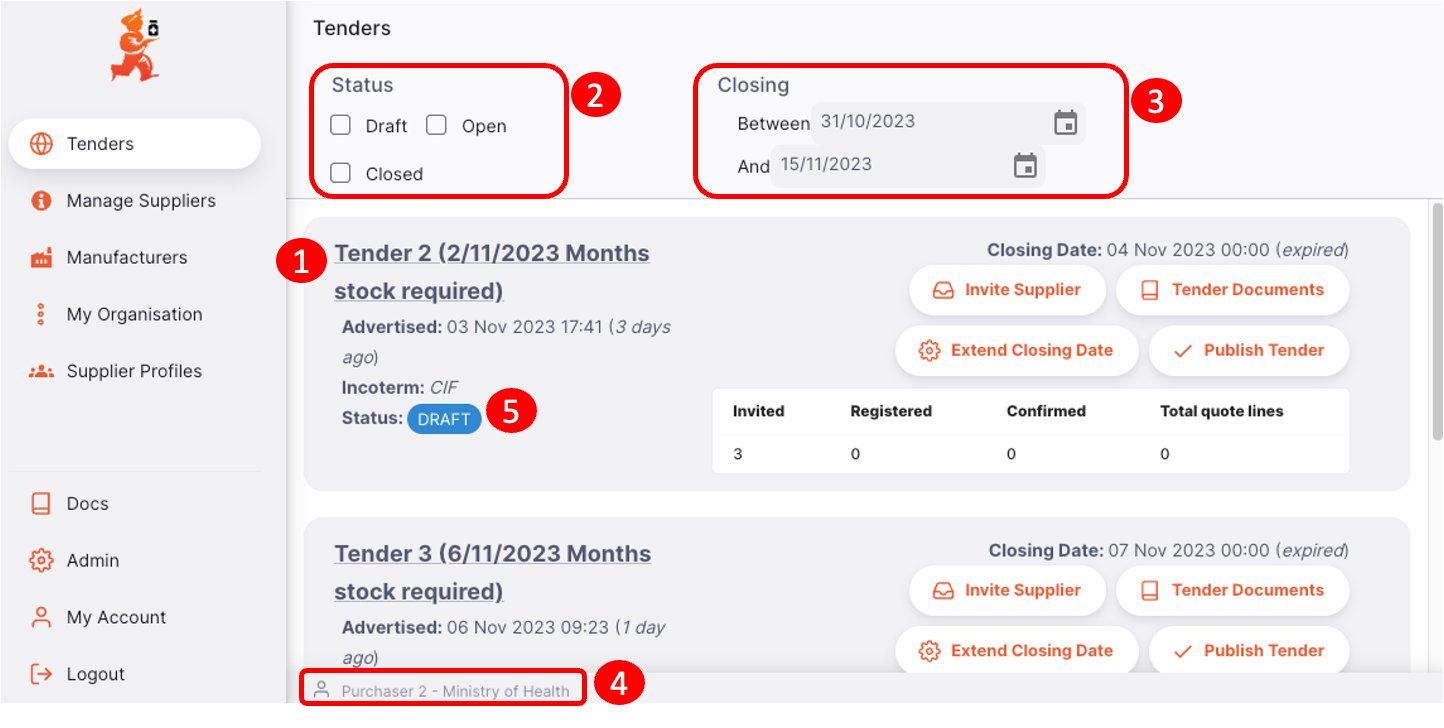 Tenders
Manage Suppliers
Manufacturers
My Organisation
Supplier Profiles
Docs
Admin
My Account
Logout
Tenders
Status
Draft Open
Closed
2
Closing
Between 31/10/2023
And 15/11/2023
3
1
Tender 2 (2/11/2023 Months
stock required)
Advertised: 03 Nov 2023 17:41 (3 days
ago)
Incoterm: CIF
Status: DRAFT
5
Closing Date: 04 Nov 2023 00:00 (expired)
Invite Supplier Tender Documents
Extend Closing Date Publish Tender
Invited Registered Confirmed Total quote lines
3 0 0 0
Tender 3 (6/11/2023 Months
stock required)
Advertised: 06 Nov 2023 09:23 (1 day
ago)
Closing Date: 07 Nov 2023 00:00 (expired)
Invite Supplier Tender Documents
Extend Closing Date Publish Tender
Purchaser 2 - Ministry of Health
4